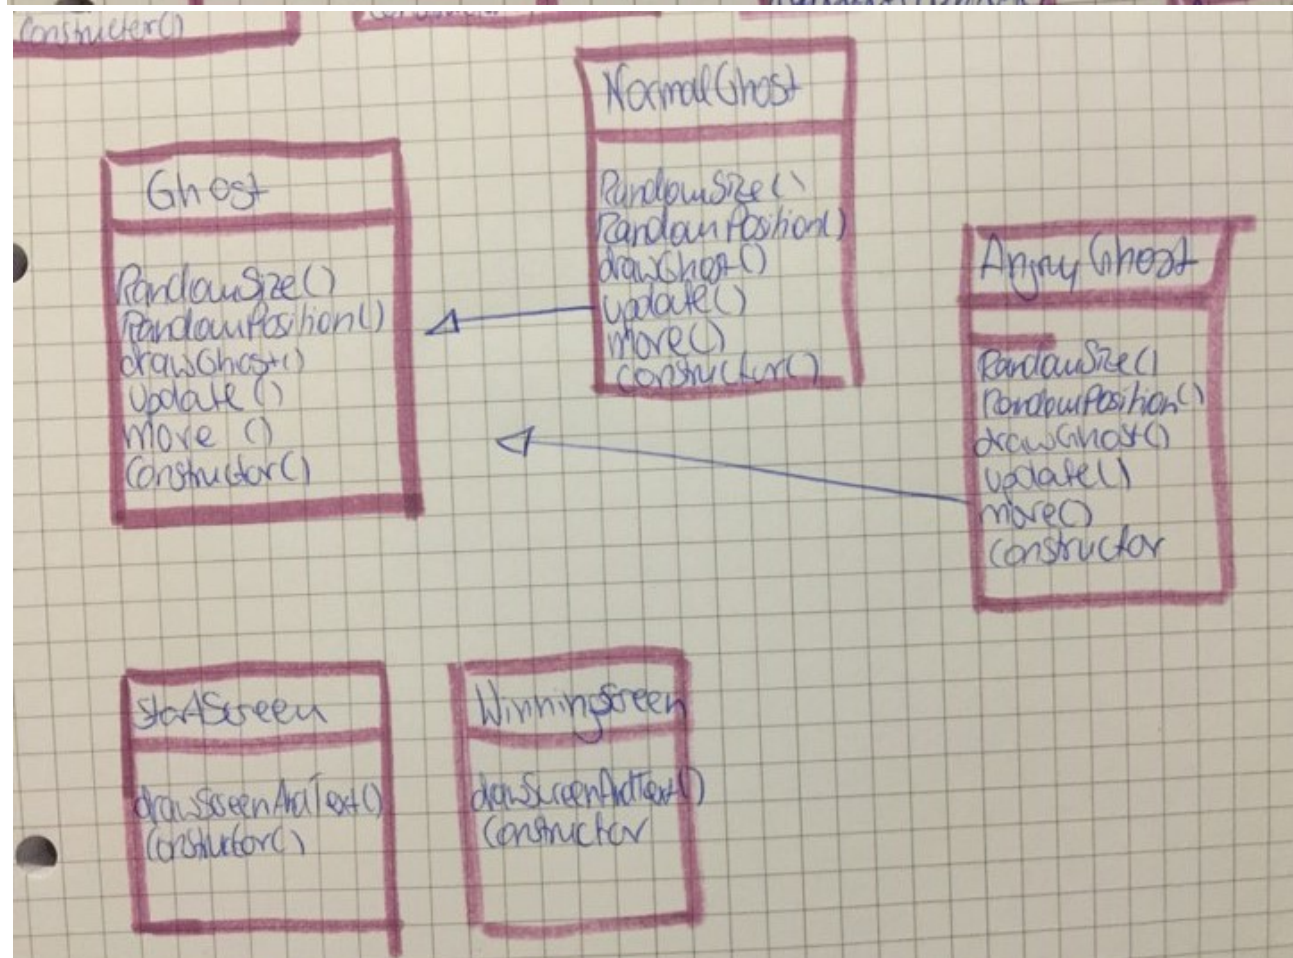 Constructor()
Ghost
RandomSize()
RandomPosition()
drawGhost()
update()
move ()
Constructor()
NormalGhost
RandomSize()
RandomPosition()
drawGhost()
update()
move()
constructor()
AngryGhost
RandomSize()
RandomPosition()
drawGhost()
update()
move()
constructor
StartScreen
drawScreenAndText()
Constructor()
WinningScreen
drawScreenAndText()
Constructor